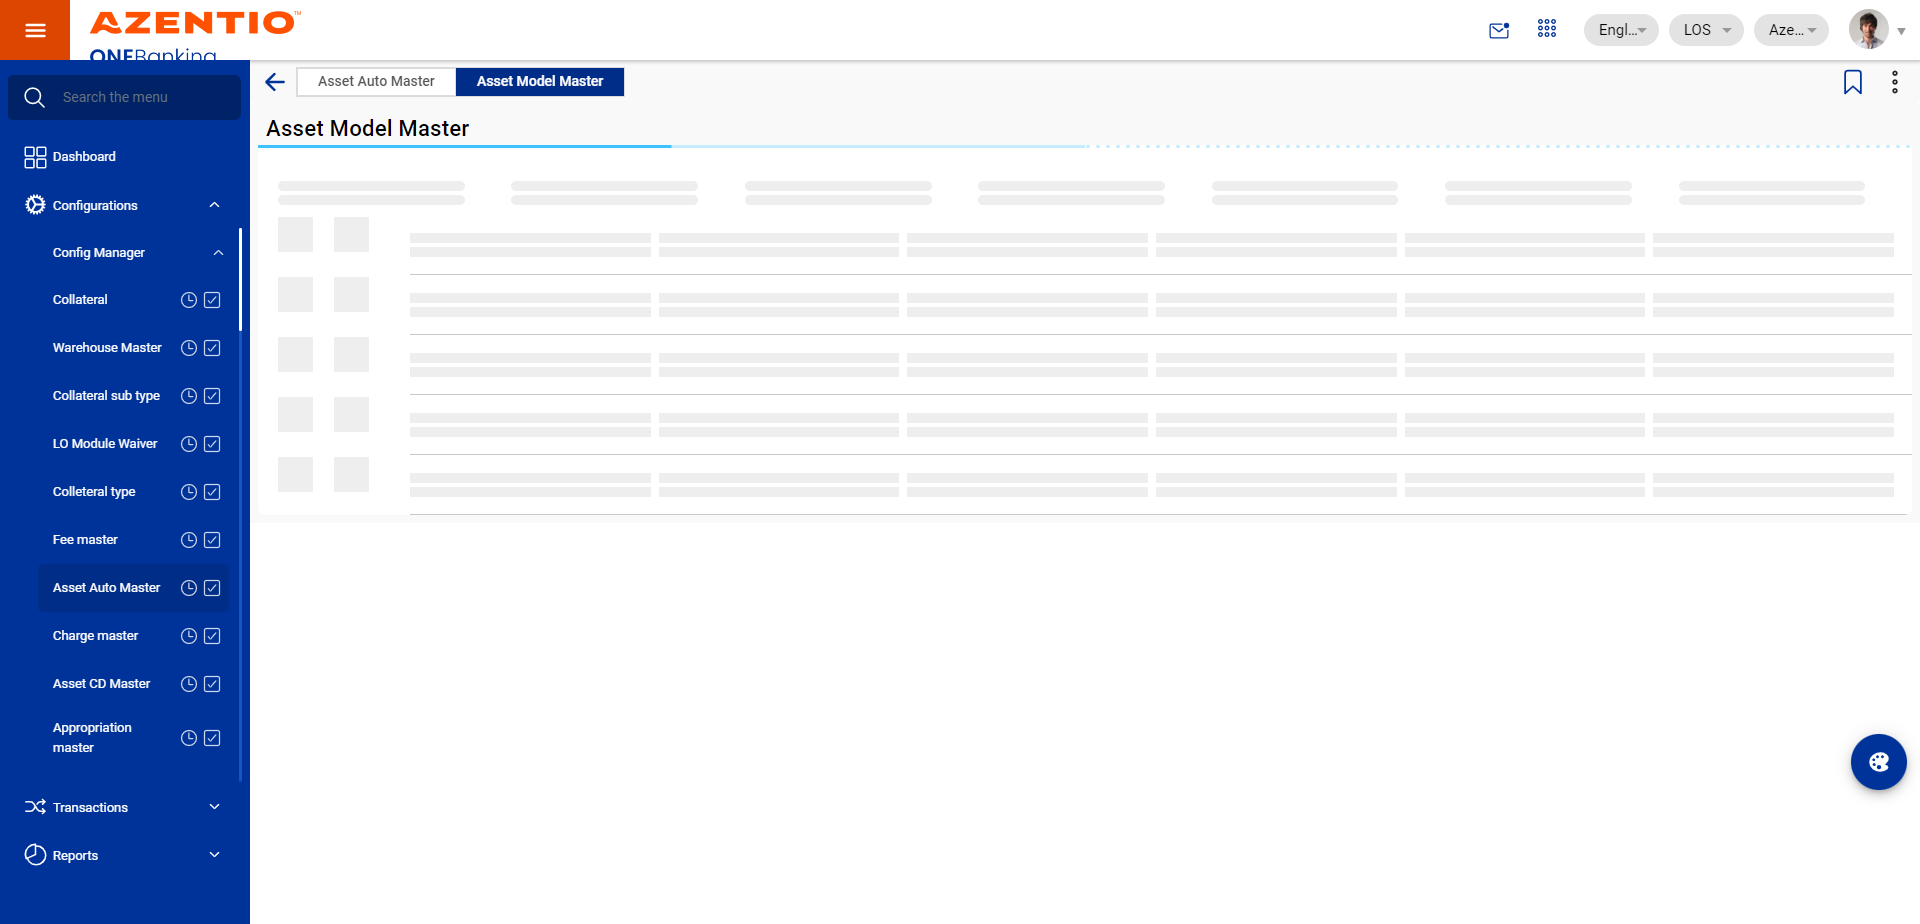 AZENTIO™
ONEBanking
Engl...
LOS
Aze...
Search the menu
Dashboard
Configurations
Config Manager
Collateral
Warehouse Master
Collateral sub type
LO Module Waiver
Colleteral type
Fee master
Asset Auto Master
Charge master
Asset CD Master
Appropriation
master
Transactions
Reports
Asset Auto Master
Asset Model Master
Asset Model Master